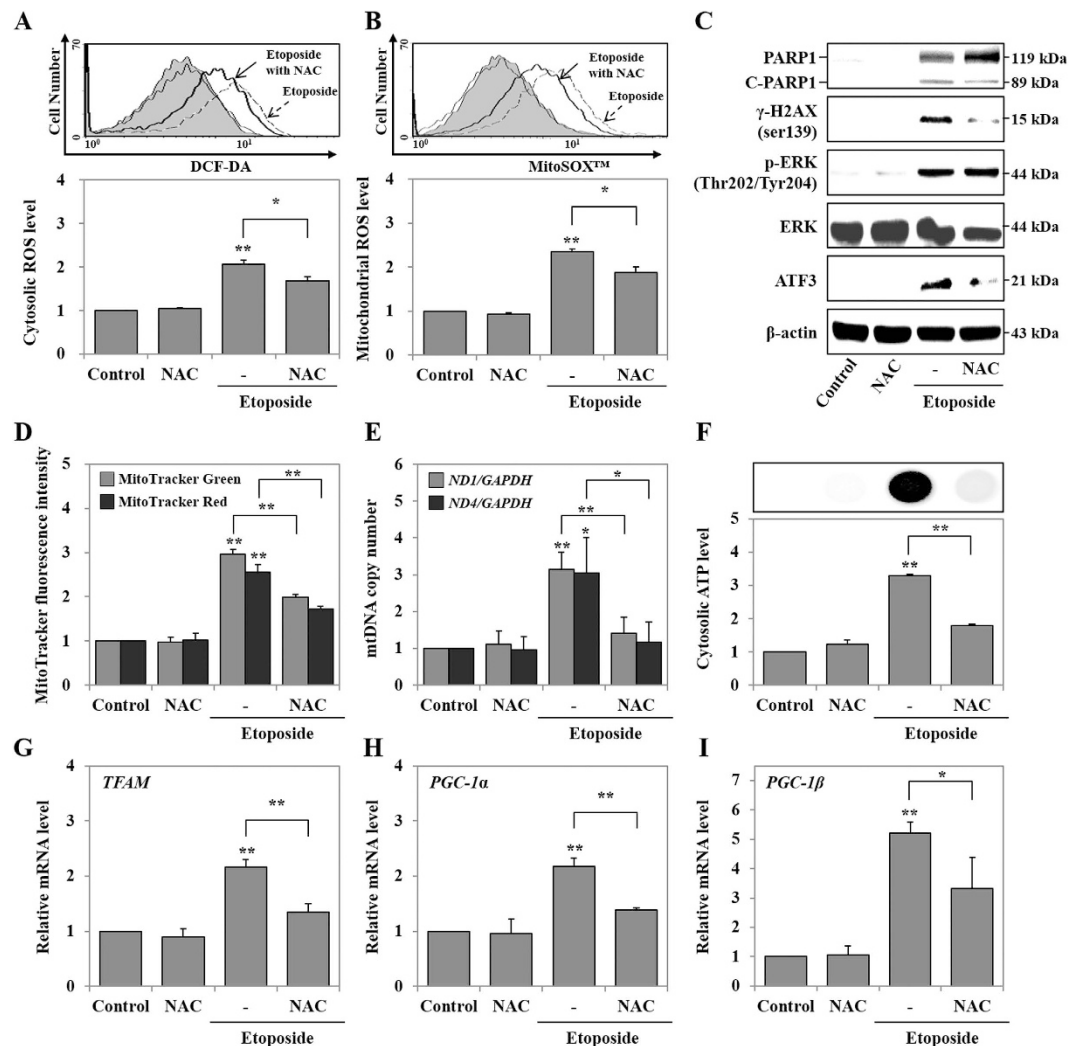 A
70
Cell Number
0
10⁰
10¹
DCF-DA
Etoposide
with NAC
Etoposide
4
3
2
1
0
Cytosolic ROS level
**
*
Control NAC - NAC
Etoposide
B
70
Cell Number
0
10⁰
10¹
MitoSOX™
Etoposide
with NAC
Etoposide
4
3
2
1
0
Mitochondrial ROS level
**
*
Control NAC - NAC
Etoposide
C
PARP1
119 kDa
C-PARP1
89 kDa
γ-H2AX
(ser139)
15 kDa
p-ERK
(Thr202/Tyr204)
44 kDa
ERK
44 kDa
ATF3
21 kDa
β-actin
43 kDa
Control NAC - NAC
Etoposide
D
MitoTracker fluorescence intensity
5
4
3
2
1
0
MitoTracker Green
MitoTracker Red
**
**
** **
Control NAC - NAC
Etoposide
E
mtDNA copy number
6
5
4
3
2
1
0
ND1/GAPDH
ND4/GAPDH
*
**
** *
Control NAC - NAC
Etoposide
F
Cytosolic ATP level
5
4
3
2
1
0
**
**
Control NAC - NAC
Etoposide
G
Relative mRNA level
4
3
2
1
0
TFAM
**
**
Control NAC - NAC
Etoposide
H
Relative mRNA level
4
3
2
1
0
PGC-1α
**
**
Control NAC - NAC
Etoposide
I
Relative mRNA level
7
6
5
4
3
2
1
0
PGC-1β
*
**
Control NAC - NAC
Etoposide